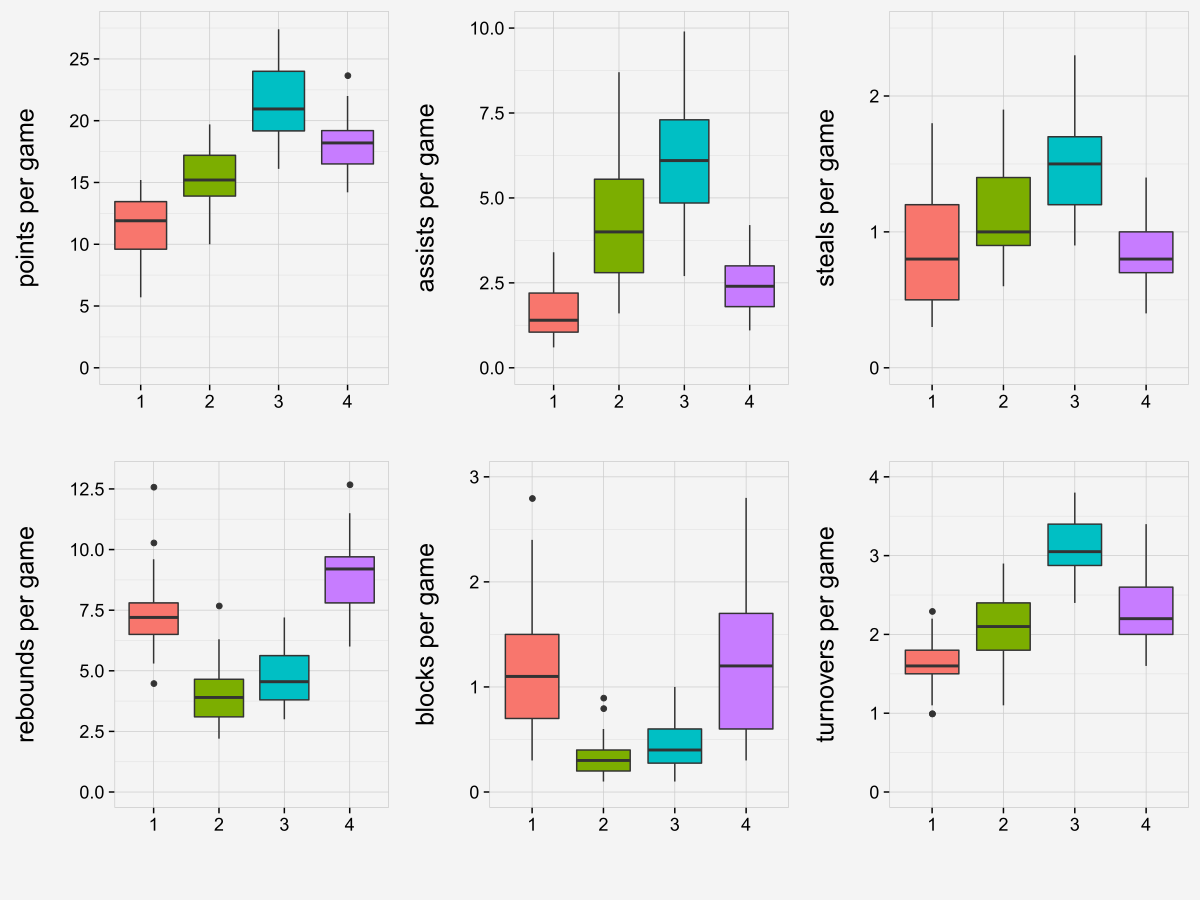 points per game
25
20
15
10
5
0
1 2 3 4
assists per game
10.0
7.5
5.0
2.5
0.0
1 2 3 4
steals per game
2
1
0
1 2 3 4
rebounds per game
12.5
10.0
7.5
5.0
2.5
0.0
1 2 3 4
blocks per game
3
2
1
0
1 2 3 4
turnovers per game
4
3
2
1
0
1 2 3 4